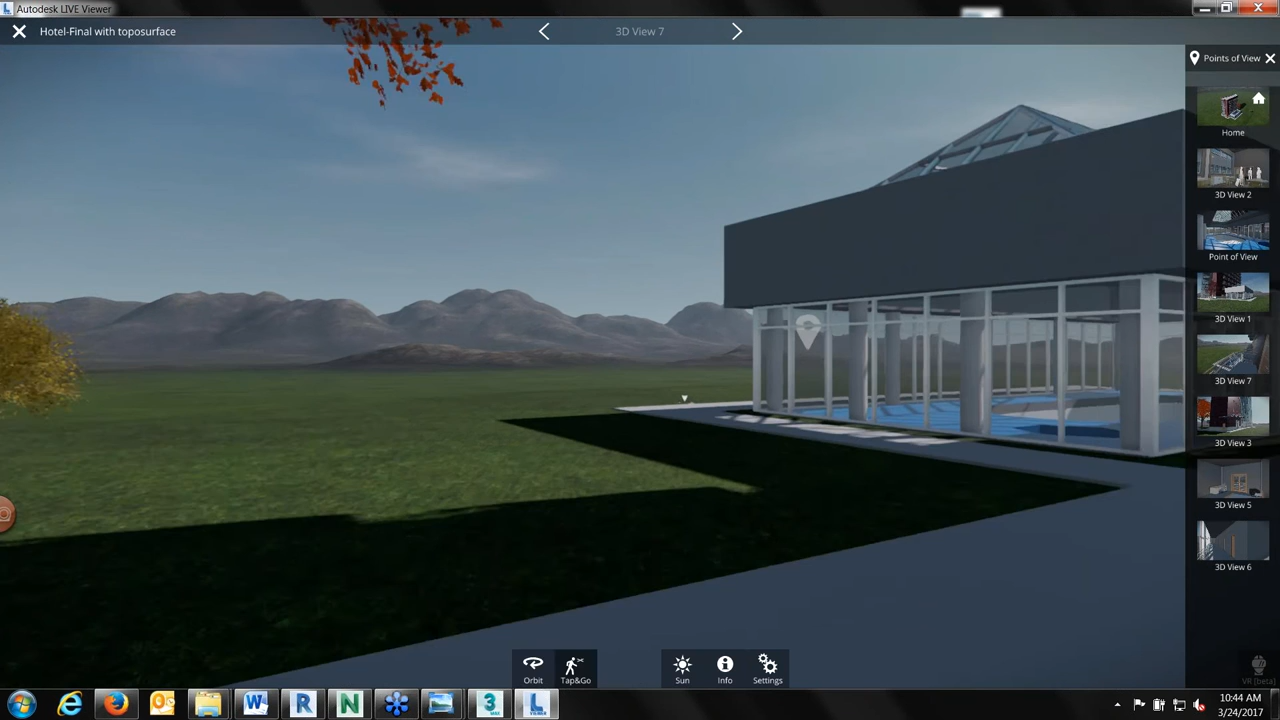 Autodesk LIVE Viewer
Hotel-Final with toposurface
3D View 7
Points of View
Home
3D View 2
Point of View
3D View 1
3D View 7
3D View 3
3D View 5
3D View 6
VR (beta)
Orbit
Tap&Go
Sun
Info
Settings
10:44 AM
3/24/2017